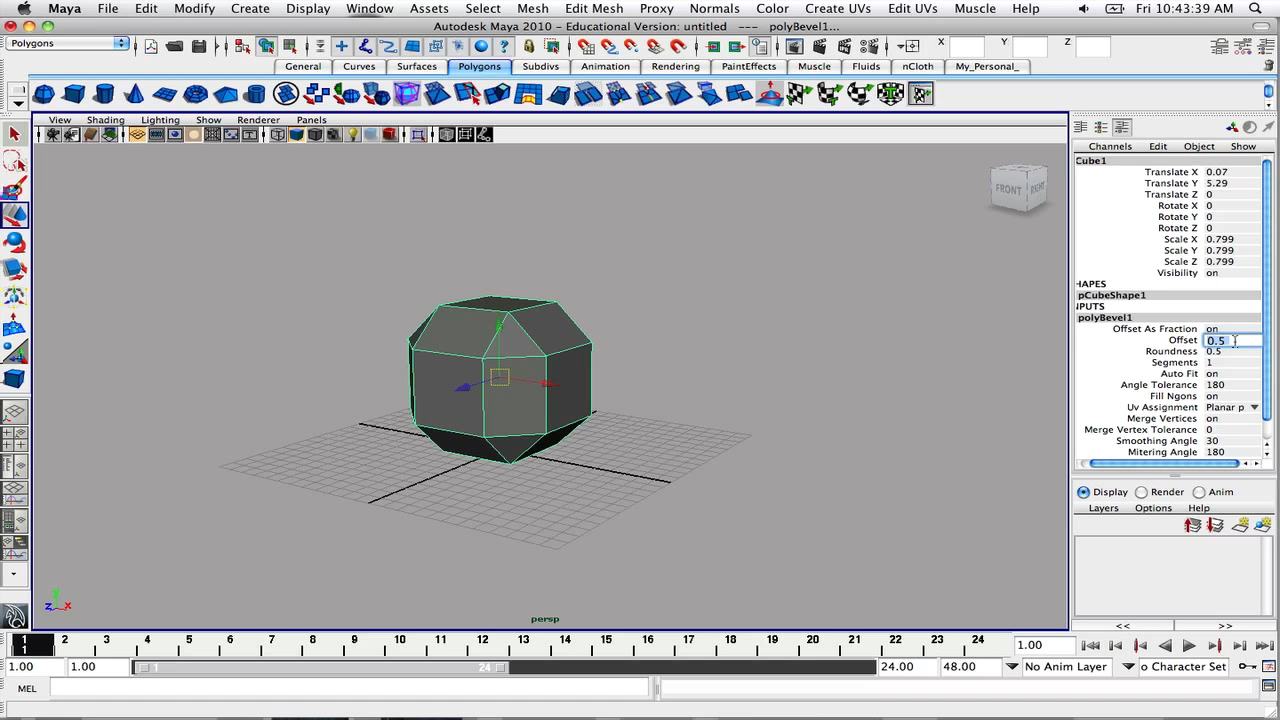 Maya File Edit Modify Create Display Window Assets Select Mesh Edit Mesh Proxy Normals Color Create UVs Edit UVs Muscle Help Fri 10:43:39 AM
Autodesk Maya 2010 - Educational Version: untitled --- polyBevel1...
Polygons X Y Z
General Curves Surfaces Polygons Subdivs Animation Rendering PaintEffects Muscle Fluids nCloth My_Personal_
View Shading Lighting Show Renderer Panels
FRONT RIGHT
y
z x
persp
Channels Edit Object Show
Cube1
Translate X 0.07
Translate Y 5.29
Translate Z 0
Rotate X 0
Rotate Y 0
Rotate Z 0
Scale X 0.799
Scale Y 0.799
Scale Z 0.799
Visibility on
HAPES
pCubeShape1
PUTS
polyBevel1
Offset As Fraction on
Offset 0.5
Roundness 0.5
Segments 1
Auto Fit on
Angle Tolerance 180
Fill Ngons on
Uv Assignment Planar p
Merge Vertices on
Merge Vertex Tolerance 0
Smoothing Angle 30
Mitering Angle 180
Display Render Anim
Layers Options Help
<< >>
1 2 3 4 5 6 7 8 9 10 11 12 13 14 15 16 17 18 19 20 21 22 23 24
1 1.00
1.00 1.00 1 24 24.00 48.00 No Anim Layer o Character Set
MEL